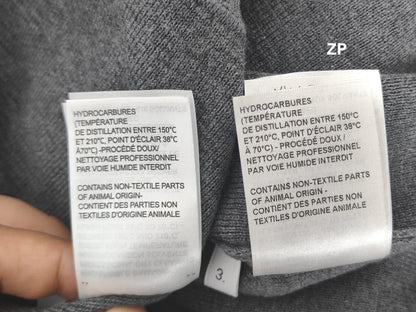 ZP
HYDROCARBURES
(TEMPÉRATURE
DE DISTILLATION ENTRE 150°C
ET 210°C, POINT D'ÉCLAIR 38°C
À70°C) -PROCÉDÉ DOUX/
NETTOYAGE PROFESSIONNEL
PAR VOIE HUMIDE INTERDIT
CONTAINS NON-TEXTILE PARTS
OF ANIMAL ORIGIN-
CONTIENT DES PARTIES NON
TEXTILES D'ORIGINE ANIMALE
HYDROCARBURES
(TEMPÉRATURE
DE DISTILLATION ENTRE 150°C
ET 210°C, POINT D'ÉCLAIR 38°C
À 70°C) - PROCÉDÉ DOUX /
NETTOYAGE PROFESSIONNEL
PAR VOIE HUMIDE INTERDIT
CONTAINS NON-TEXTILE PARTS
OF ANIMAL ORIGIN -
CONTIENT DES PARTIES NON
TEXTILES D'ORIGINE ANIMALE
3.